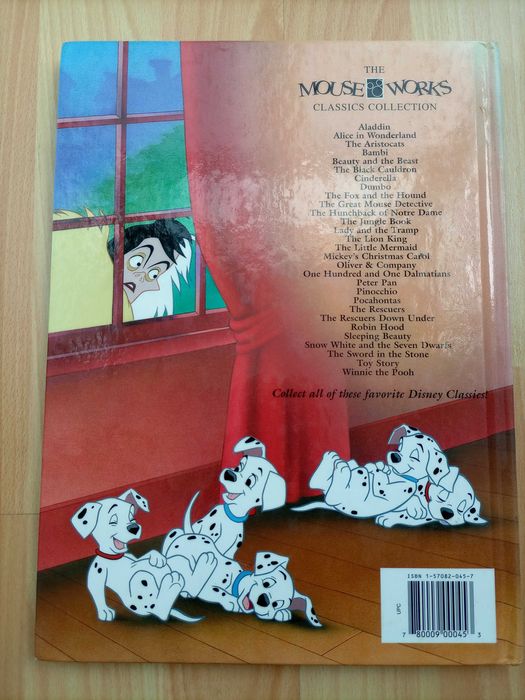 THE
MOUSE WORKS
CLASSICS COLLECTION
Aladdin
Alice in Wonderland
The Aristocats
Bambi
Beauty and the Beast
The Black Cauldron
Cinderella
Dumbo
The Fox and the Hound
The Great Mouse Detective
The Hunchback of Notre Dame
The Jungle Book
Lady and the Tramp
The Lion King
The Little Mermaid
Mickey's Christmas Carol
Oliver & Company
One Hundred and One Dalmatians
Peter Pan
Pinocchio
Pocahontas
The Rescuers
The Rescuers Down Under
Robin Hood
Sleeping Beauty
Snow White and the Seven Dwarfs
The Sword in the Stone
Toy Story
Winnie the Pooh
Collect all of these favorite Disney Classics!
ISBN 1-57082-045-7
UPC
7 80009 00045 3